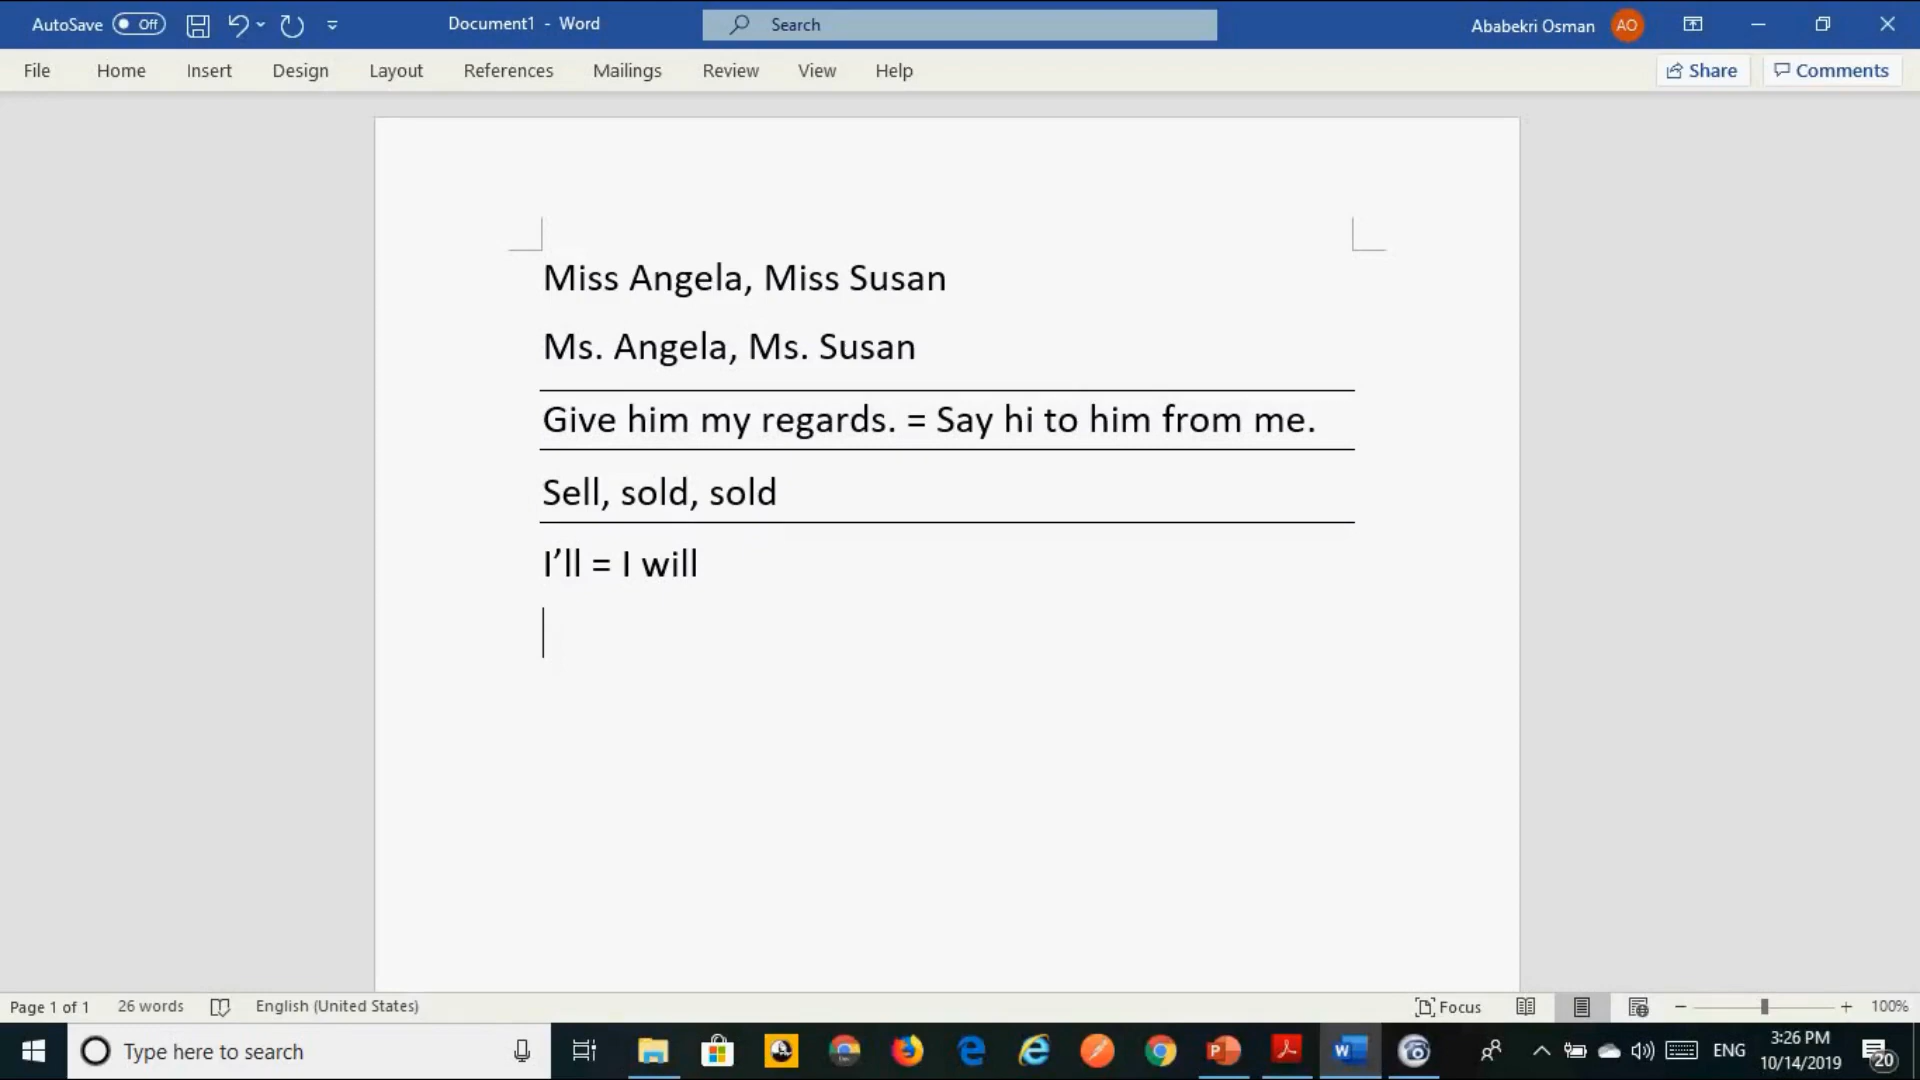 AutoSave Off Document1 - Word Search Ababekri Osman AO
File Home Insert Design Layout References Mailings Review View Help Share Comments
Miss Angela, Miss Susan
Ms. Angela, Ms. Susan
Give him my regards. = Say hi to him from me.
Sell, sold, sold
I’ll = I will
Page 1 of 1 26 words English (United States) Focus 100%
Type here to search ENG 3:26 PM
10/14/2019 20